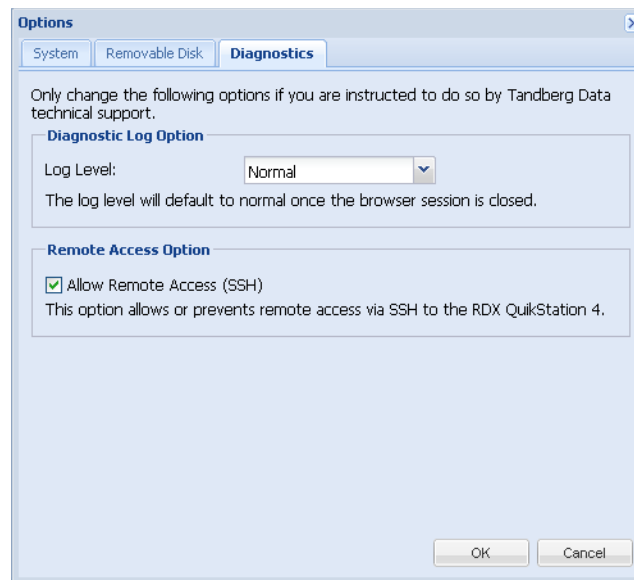 Options
System
Removable Disk
Diagnostics
Only change the following options if you are instructed to do so by Tandberg Data
technical support.
Diagnostic Log Option
Log Level:
Normal
The log level will default to normal once the browser session is closed.
Remote Access Option
Allow Remote Access (SSH)
This option allows or prevents remote access via SSH to the RDX QuikStation 4.
OK
Cancel